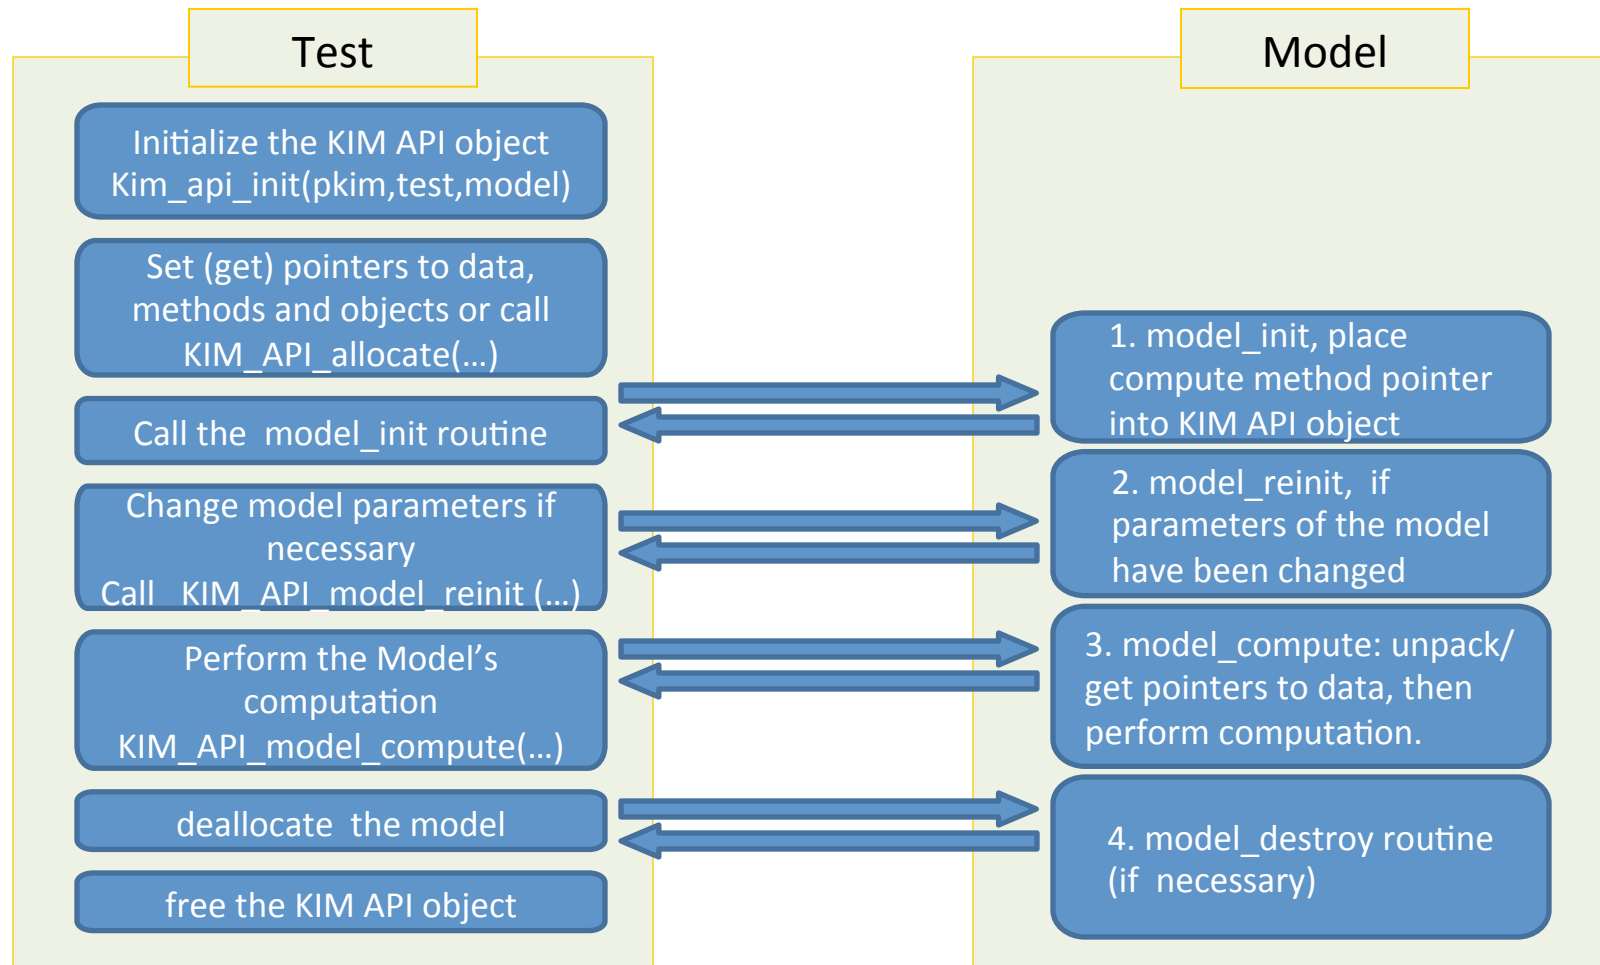 Test
Initialize the KIM API object
Kim_api_init(pkim,test,model)
Set (get) pointers to data,
methods and objects or call
KIM_API_allocate(…)
Call the model_init routine
Change model parameters if
necessary
Call KIM_API_model_reinit (…)
Perform the Model’s
computation
KIM_API_model_compute(…)
deallocate the model
free the KIM API object
Model
1. model_init, place
compute method pointer
into KIM API object
2. model_reinit, if
parameters of the model
have been changed
3. model_compute: unpack/
get pointers to data, then
perform computation.
4. model_destroy routine
(if necessary)